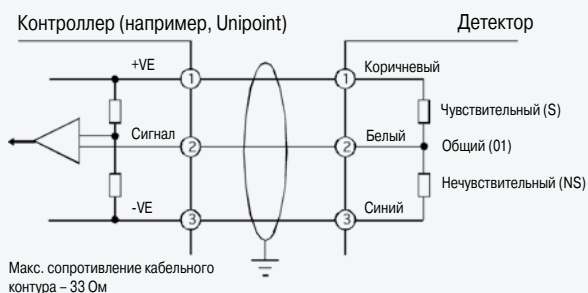 Контроллер (например, Unipoint)
Детектор
+VE
1
1
Коричневый
Чувствительный (S)
Сигнал
2
2
Белый
Общий (01)
Нечувствительный (NS)
-VE
3
3
Синий
Макс. сопротивление кабельного
контура – 33 Ом